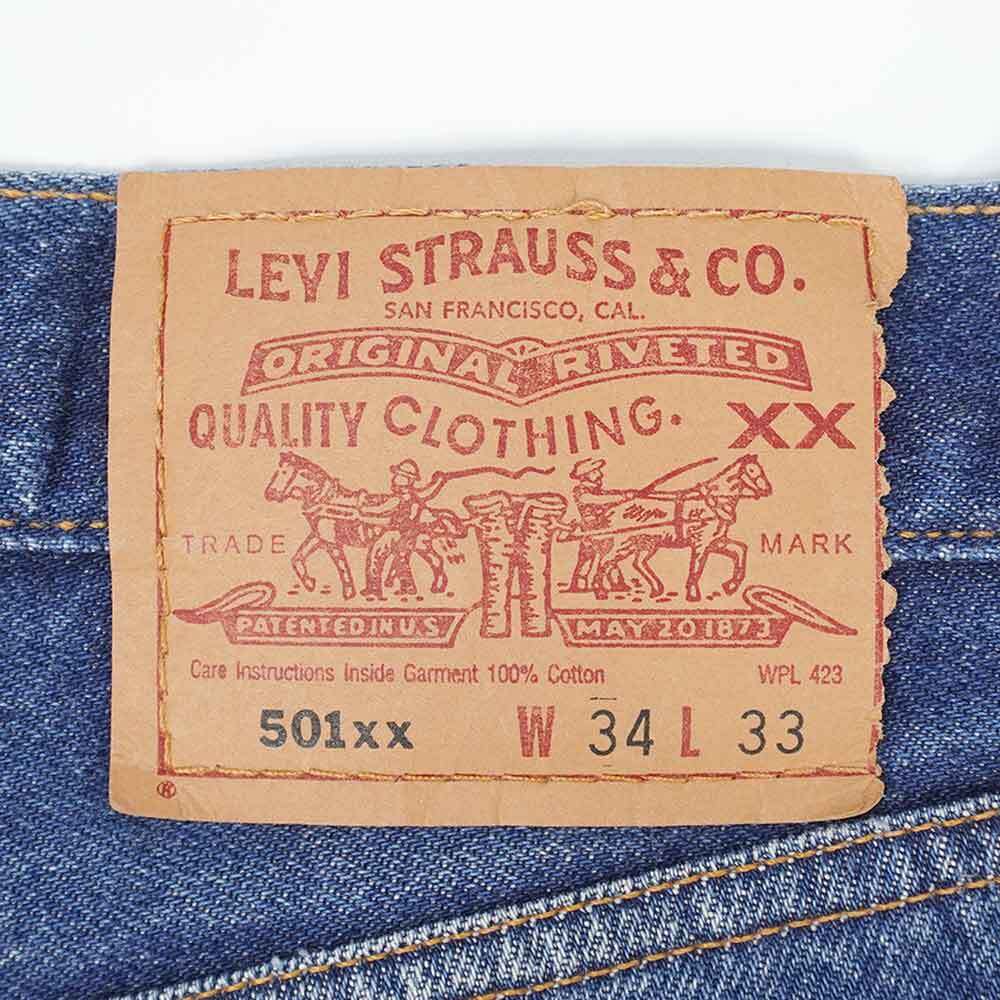 LEVI STRAUSS & CO.
SAN FRANCISCO, CAL.
ORIGINAL RIVETED
QUALITY CLOTHING. XX
TRADE MARK
PATENTED IN U.S MAY 20 1873
Care Instructions Inside Garment 100% Cotton WPL 423
501xx W 34 L 33
®